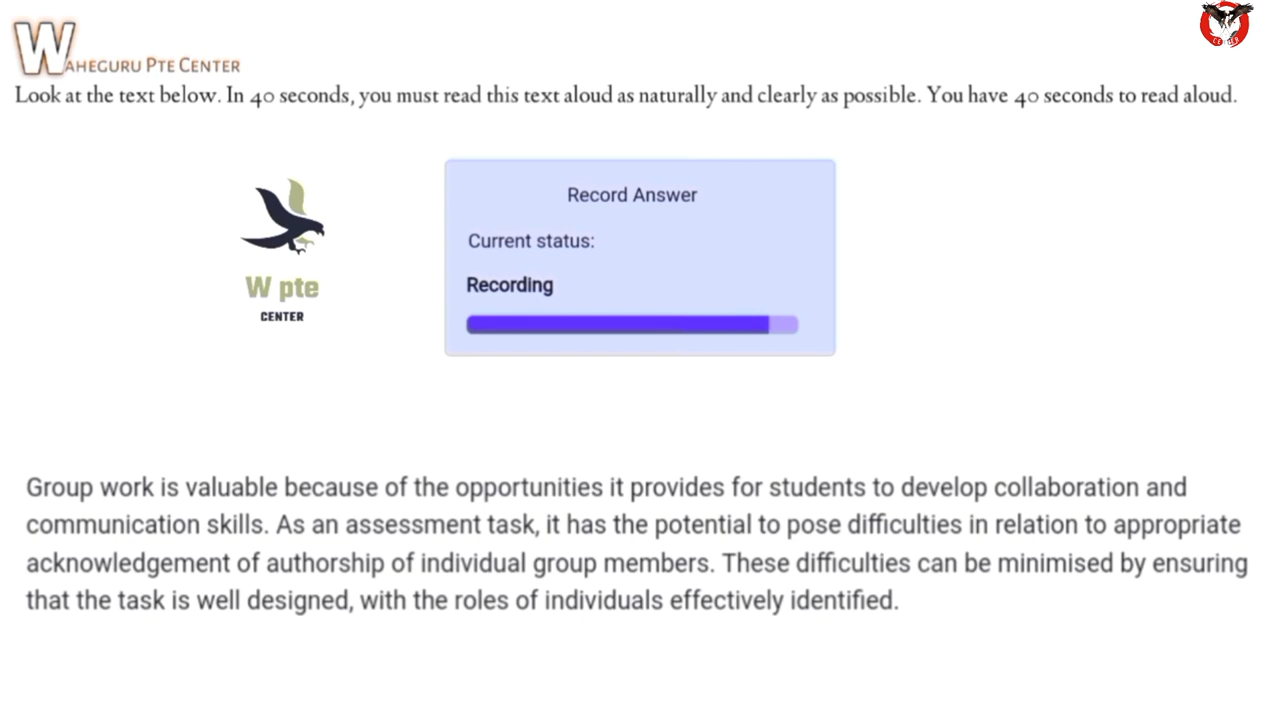 WAHEGURU PTE CENTER
Look at the text below. In 40 seconds, you must read this text aloud as naturally and clearly as possible. You have 40 seconds to read aloud.
Record Answer
Current status:
Recording
W pte
CENTER
Group work is valuable because of the opportunities it provides for students to develop collaboration and
communication skills. As an assessment task, it has the potential to pose difficulties in relation to appropriate
acknowledgement of authorship of individual group members. These difficulties can be minimised by ensuring
that the task is well designed, with the roles of individuals effectively identified.